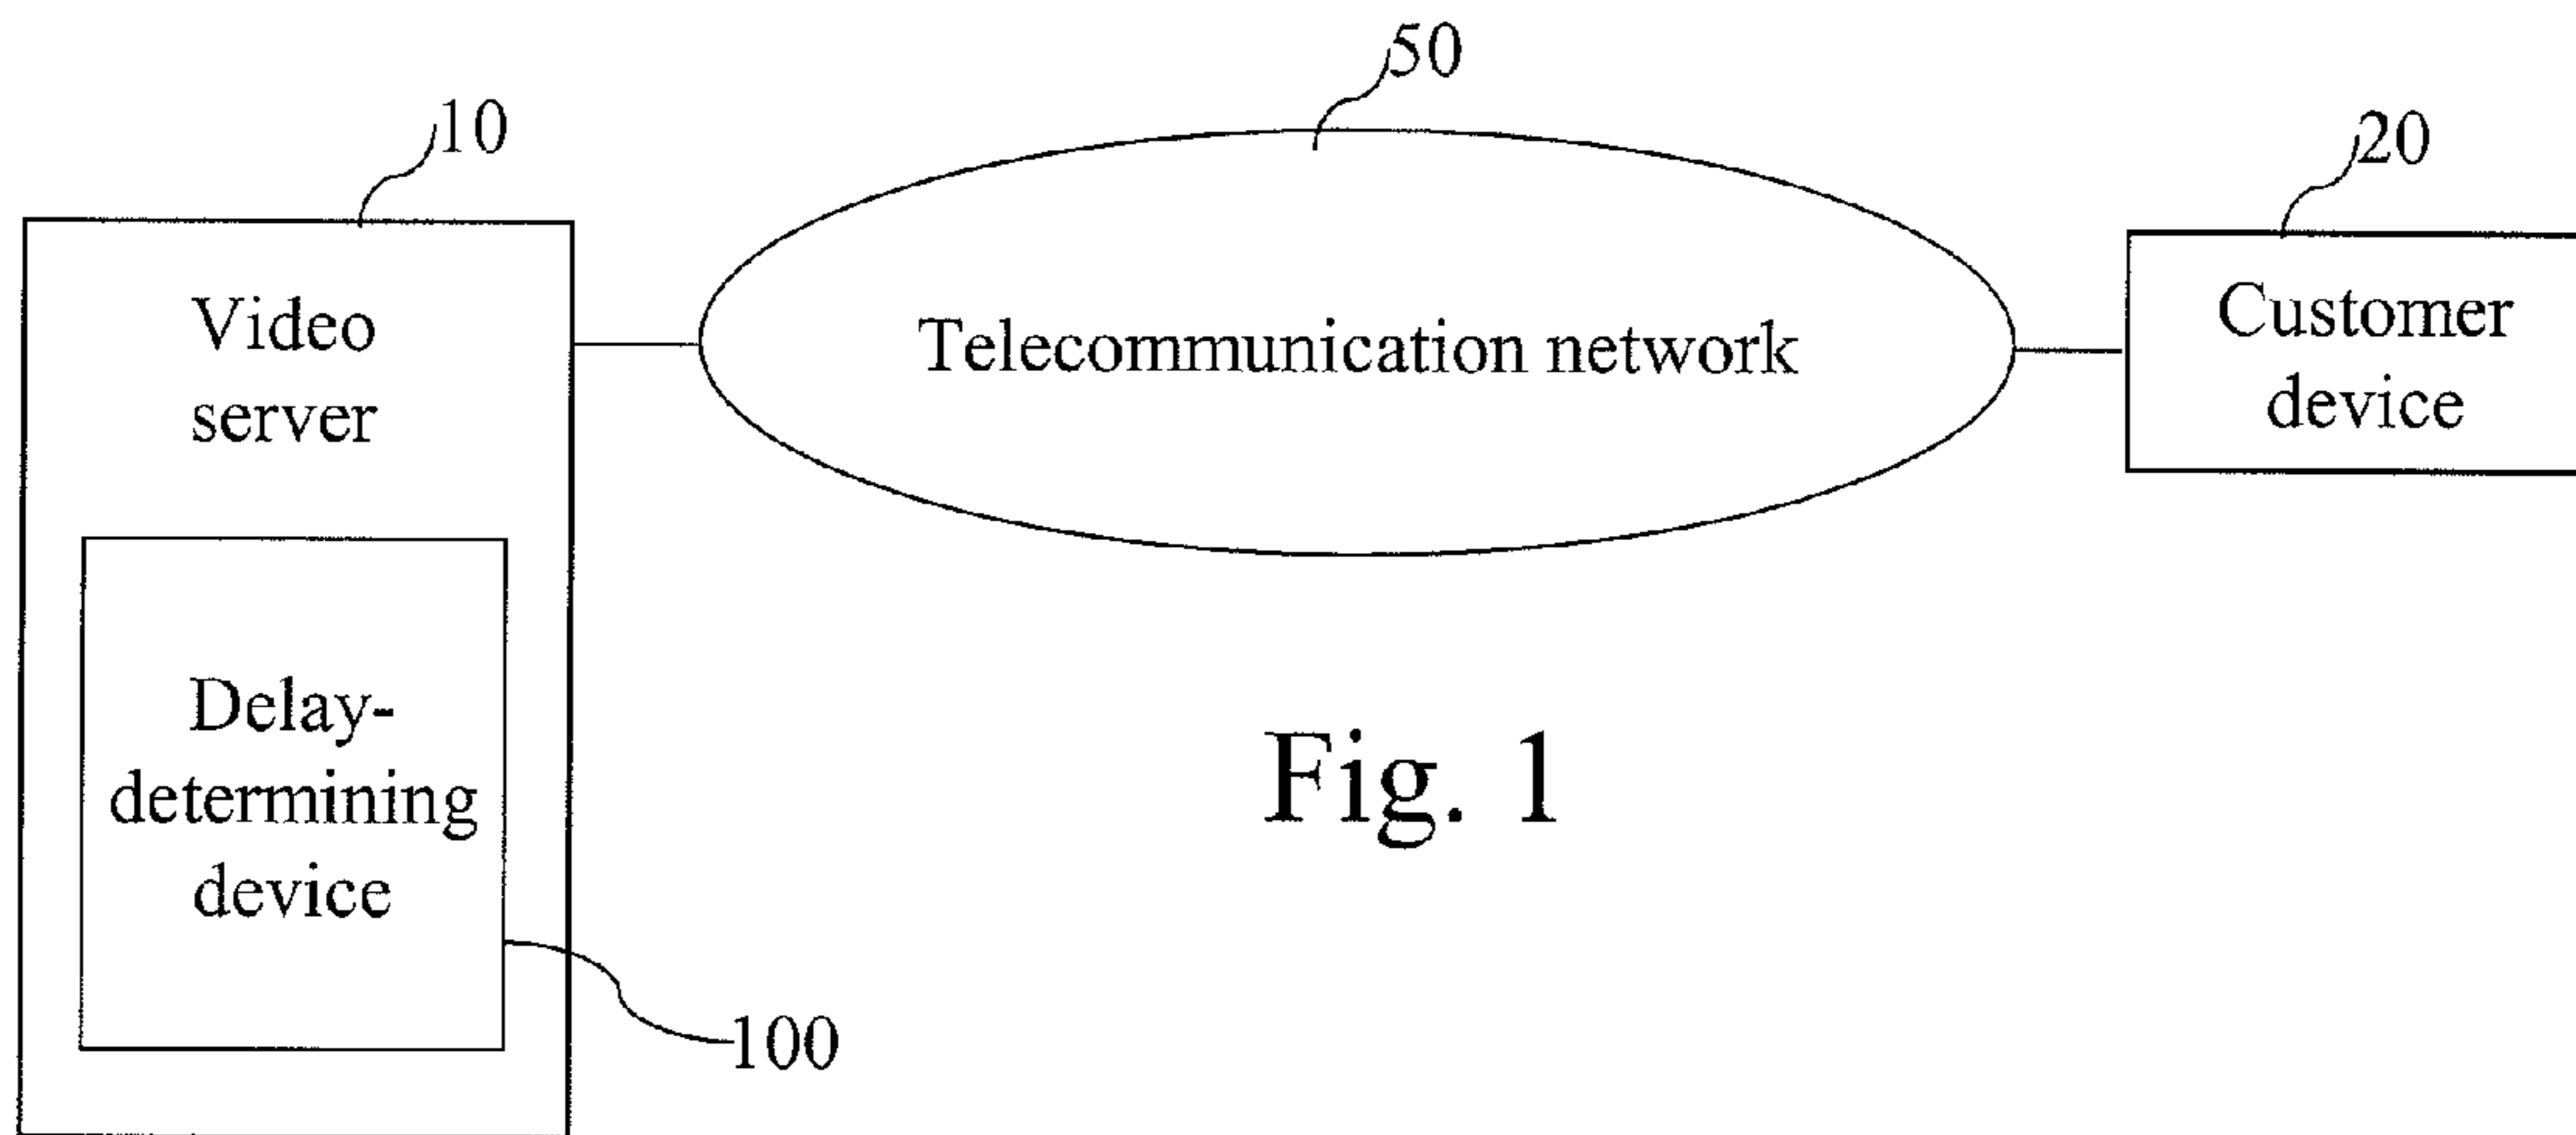 50
10
20
Video
server
Telecommunication network
Customer
device
Delay-
determining
device
100
Fig. 1